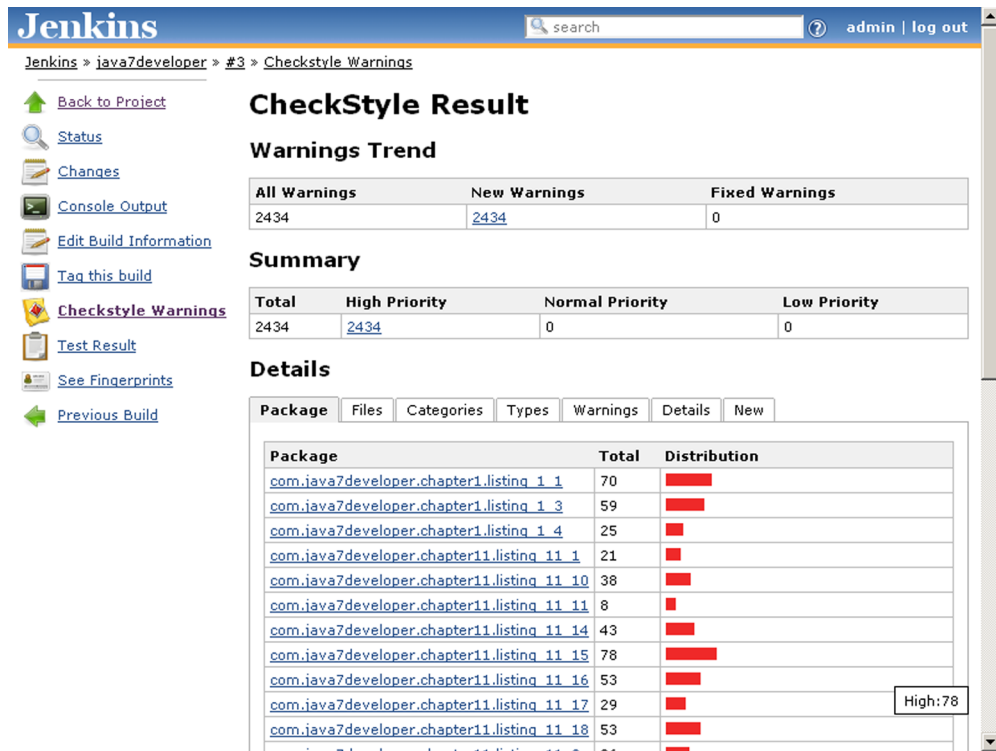 Jenkins
search
? admin | log out
Jenkins » java7developer » #3 » Checkstyle Warnings
Back to Project
Status
Changes
Console Output
Edit Build Information
Tag this build
Checkstyle Warnings
Test Result
See Fingerprints
Previous Build
CheckStyle Result
Warnings Trend
All Warnings New Warnings Fixed Warnings
2434 2434 0
Summary
Total High Priority Normal Priority Low Priority
2434 2434 0 0
Details
Package Files Categories Types Warnings Details New
Package Total Distribution
com.java7developer.chapter1.listing_1_1 70
com.java7developer.chapter1.listing_1_3 59
com.java7developer.chapter1.listing_1_4 25
com.java7developer.chapter11.listing_11_1 21
com.java7developer.chapter11.listing_11_10 38
com.java7developer.chapter11.listing_11_11 8
com.java7developer.chapter11.listing_11_14 43
com.java7developer.chapter11.listing_11_15 78
com.java7developer.chapter11.listing_11_16 53
com.java7developer.chapter11.listing_11_17 29
High:78
com.java7developer.chapter11.listing_11_18 53